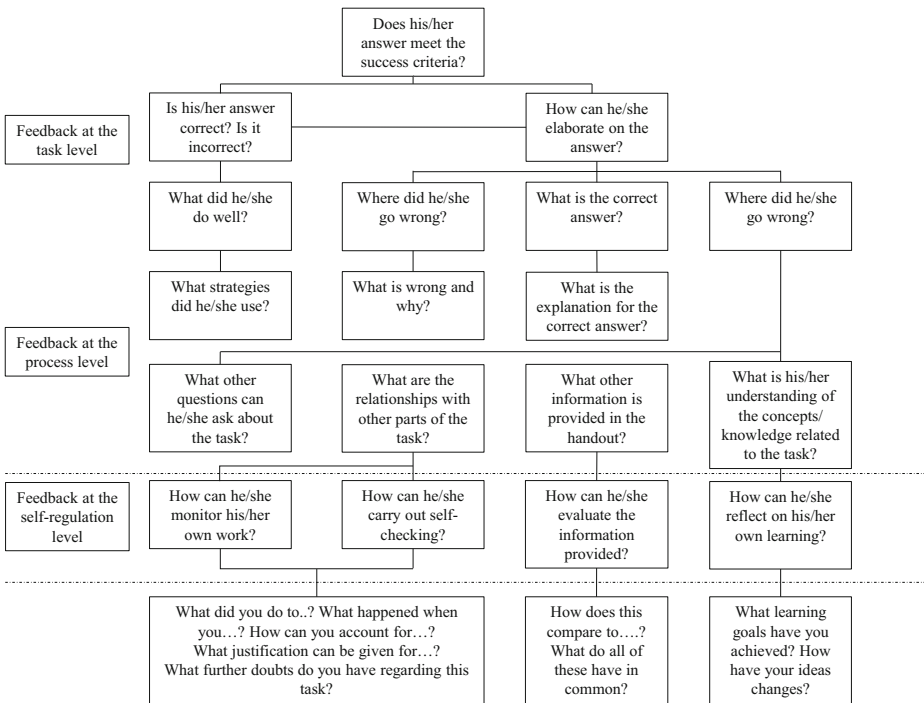 Does his/her
answer meet the
success criteria?
Feedback at the
task level
Is his/her answer
correct? Is it
incorrect?
How can he/she
elaborate on the
answer?
What did he/she
do well?
Where did he/she
go wrong?
What is the correct
answer?
Where did he/she
go wrong?
What strategies
did he/she use?
What is wrong and
why?
What is the
explanation for the
correct answer?
Feedback at the
process level
What other
questions can
he/she ask about
the task?
What are the
relationships with
other parts of the
task?
What other
information is
provided in the
handout?
What is his/her
understanding of
the concepts/
knowledge related
to the task?
Feedback at the
self-regulation
level
How can he/she
monitor his/her
own work?
How can he/she
carry out self-
checking?
How can he/she
evaluate the
information
provided?
How can he/she
reflect on his/her
own learning?
What did you do to..? What happened when
you…? How can you account for…?
What justification can be given for…?
What further doubts do you have regarding this
task?
How does this
compare to….?
What do all of
these have in
common?
What learning
goals have you
achieved? How
have your ideas
changes?